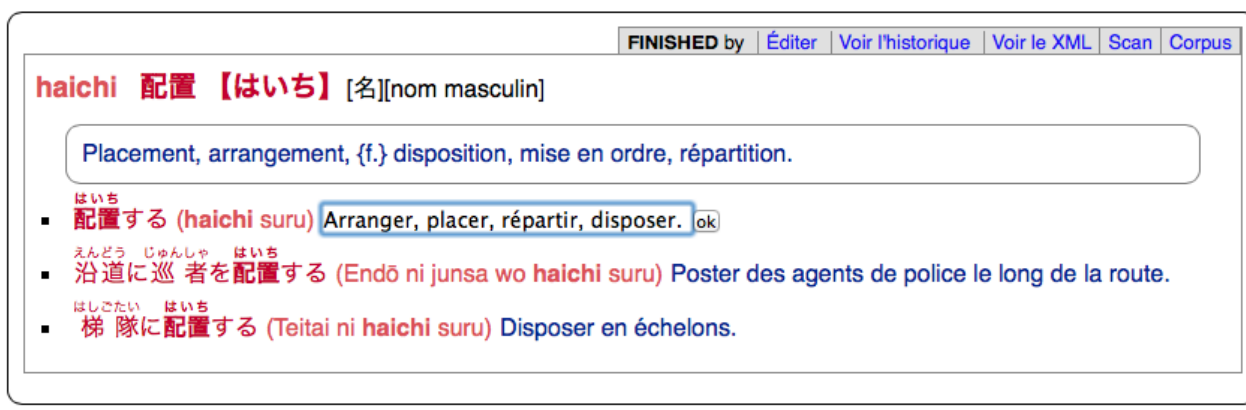 FINISHED by Éditer Voir l'historique Voir le XML Scan Corpus
haichi 配置 【はいち】 [名][nom masculin]
Placement, arrangement, {f.} disposition, mise en ordre, répartition.
はいち
配置する (haichi suru) Arranger, placer, répartir, disposer. ok
えんどう じゅんしゃ はいち
沿道に巡 者を配置する (Endō ni junsa wo haichi suru) Poster des agents de police le long de la route.
はしごたい はいち
梯 隊に配置する (Teitai ni haichi suru) Disposer en échelons.